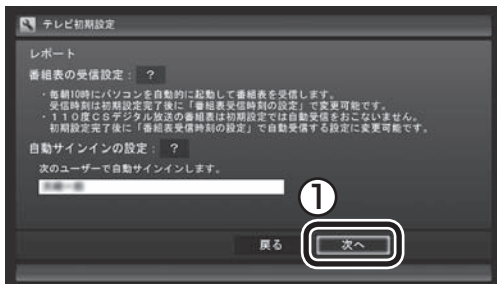 テレビ初期設定
レポート
番組表の受信設定： ？
・毎朝10時にパソコンを自動的に起動して番組表を受信します。
受信時刻は初期設定完了後に「番組表受信時刻の設定」で変更可能です。
・１１０度ＣＳデジタル放送の番組表は初期設定では自動受信をおこないません。
初期設定完了後に「番組表受信時刻の設定」で自動受信する設定に変更可能です。
自動サインインの設定： ？
次のユーザーで自動サインインします。
①
戻る 次へ